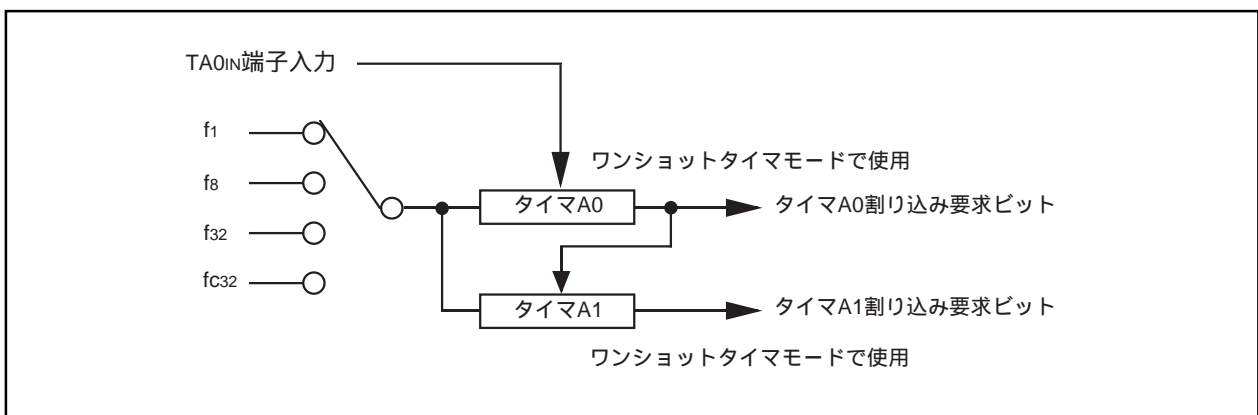 TA0IN端子入力
f1
f8
f32
fC32
ワンショットタイマモードで使用
タイマA0
タイマA0割り込み要求ビット
タイマA1
タイマA1割り込み要求ビット
ワンショットタイマモードで使用